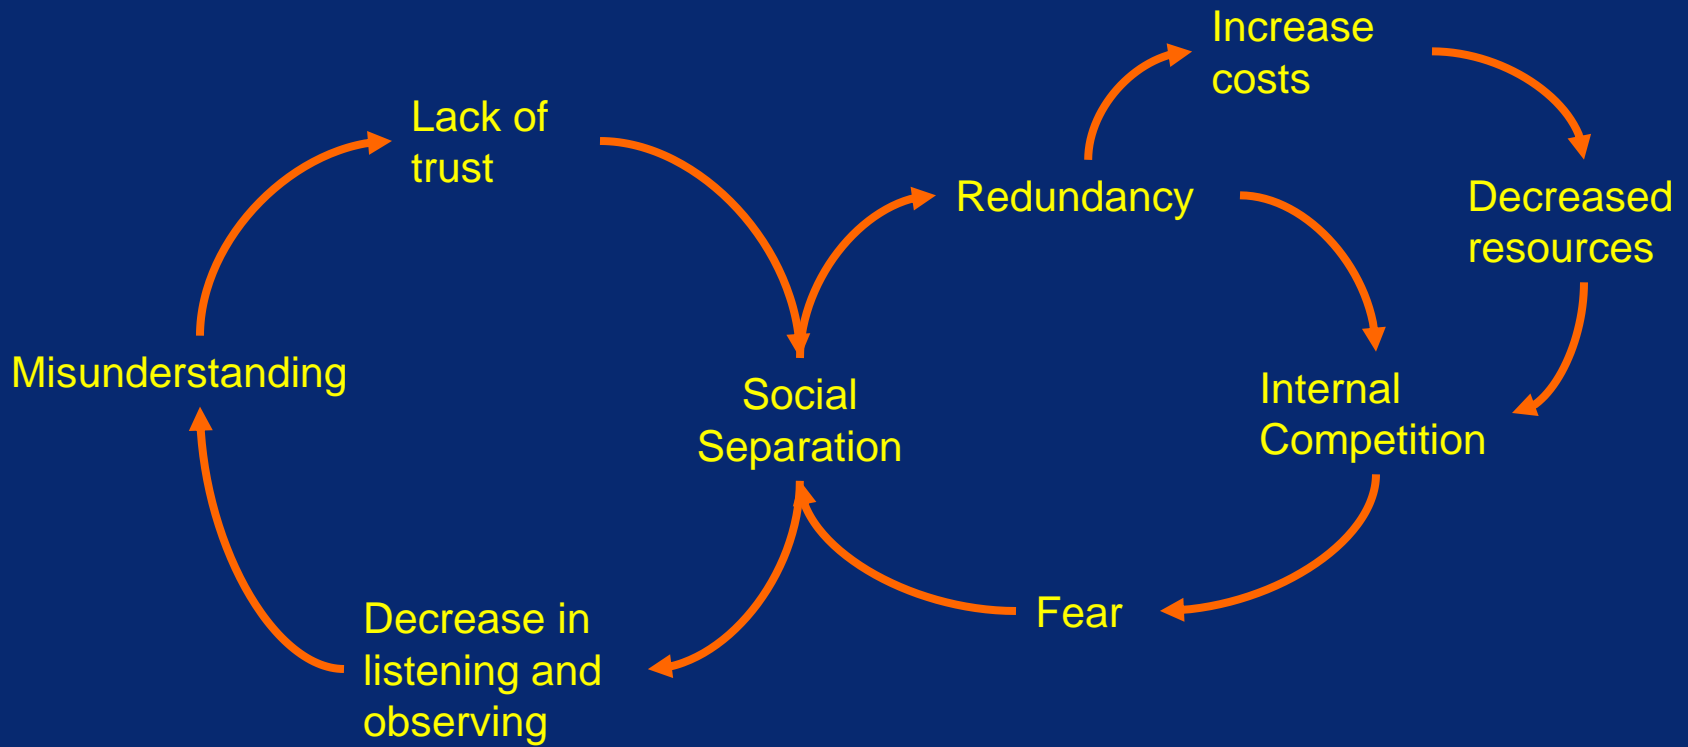 Increase
costs
Lack of
trust
Redundancy
Decreased
resources
Misunderstanding
Social
Separation
Internal
Competition
Fear
Decrease in
listening and
observing